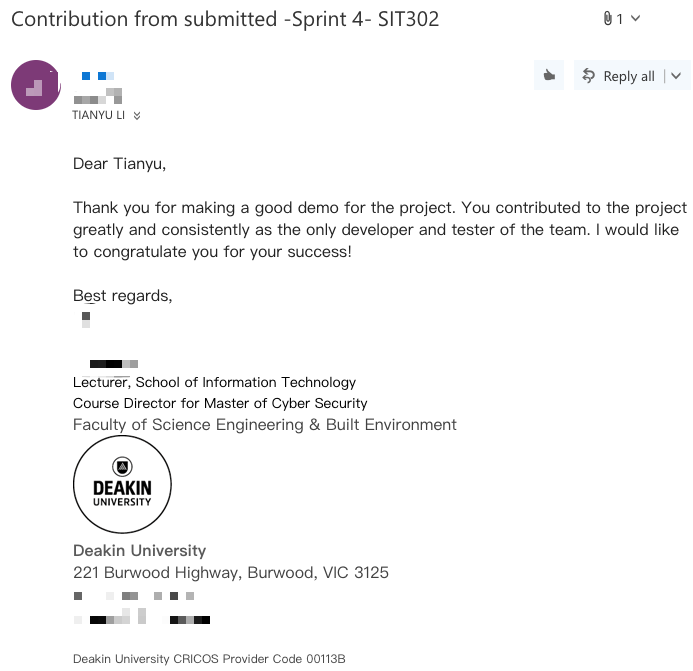 Contribution from submitted -Sprint 4- SIT302
1
Reply all
TIANYU LI
Dear Tianyu,
Thank you for making a good demo for the project. You contributed to the project
greatly and consistently as the only developer and tester of the team. I would like
to congratulate you for your success!
Best regards,
Lecturer, School of Information Technology
Course Director for Master of Cyber Security
Faculty of Science Engineering & Built Environment
DEAKIN
UNIVERSITY
Deakin University
221 Burwood Highway, Burwood, VIC 3125
Deakin University CRICOS Provider Code 00113B